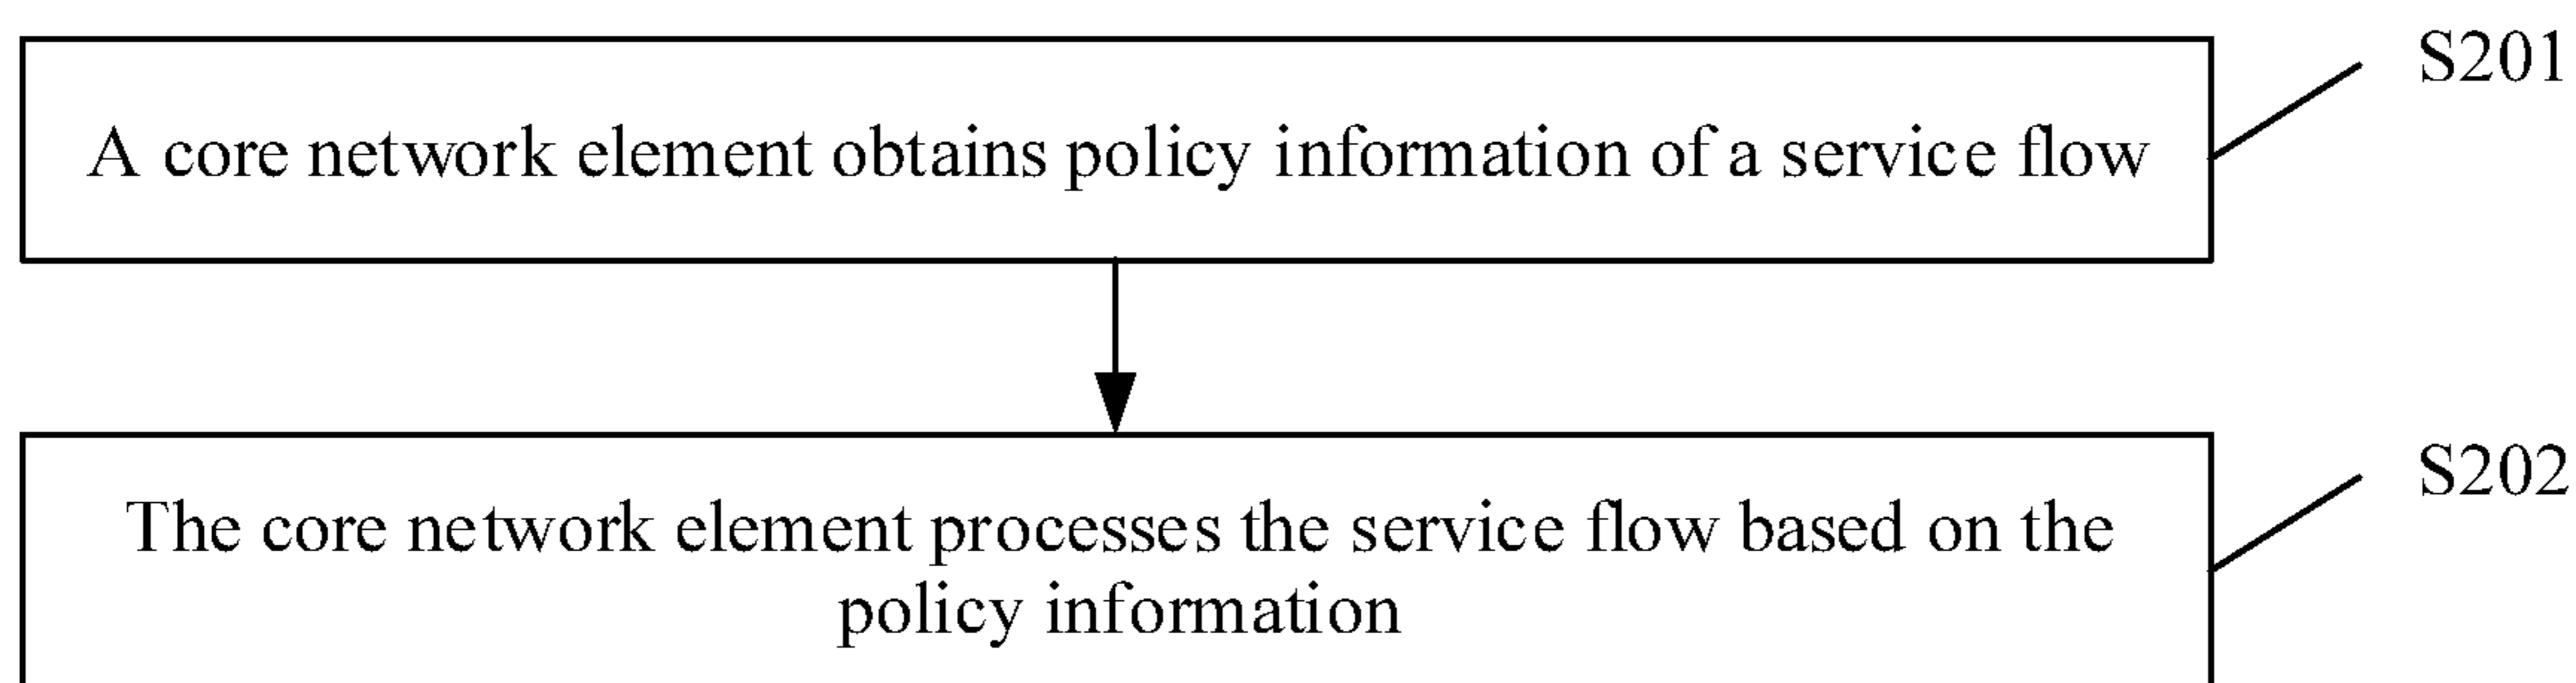 S201
A core network element obtains policy information of a service flow
S202
The core network element processes the service flow based on the
policy information